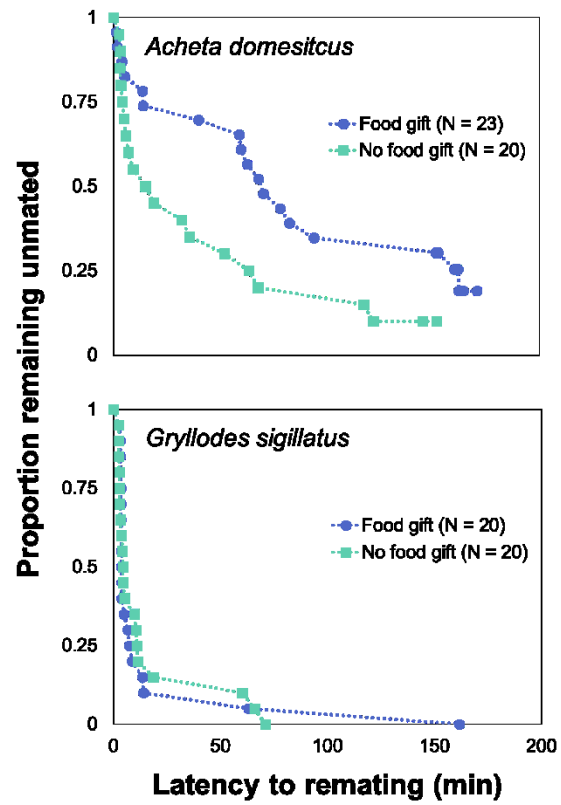 Proportion remaining unmated
1
0.75
0.5
0.25
0
Acheta domesitcus
Food gift (N = 23)
No food gift (N = 20)
1
0.75
0.5
0.25
0
Gryllodes sigillatus
Food gift (N = 20)
No food gift (N = 20)
0 50 100 150 200
Latency to remating (min)